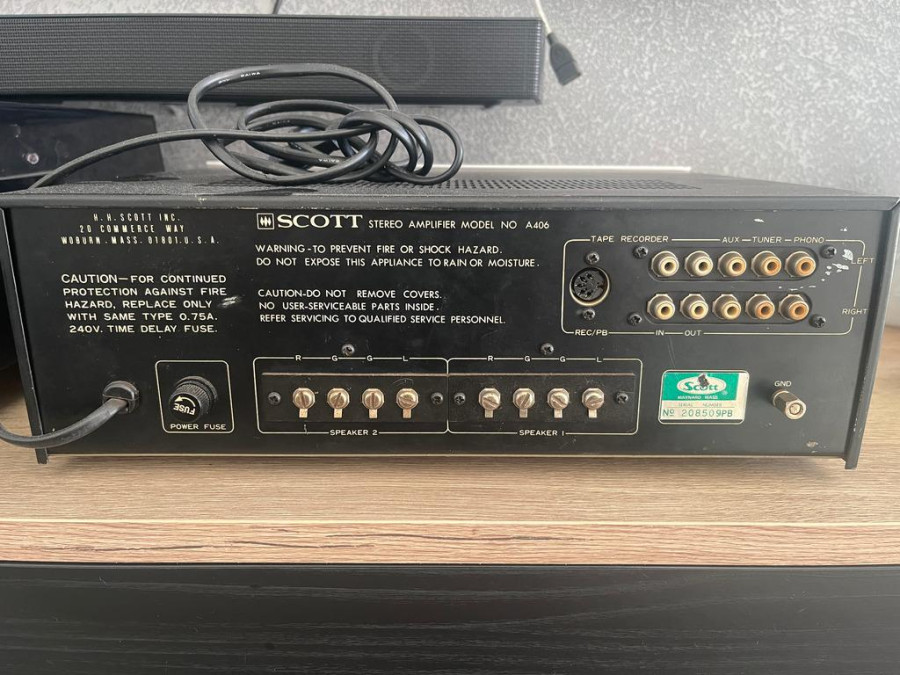 H.H.SCOTT INC.
20 COMMERCE WAY
WOBURN.MASS.01801.U.S.A.
SCOTT STEREO AMPLIFIER MODEL NO A406
WARNING-TO PREVENT FIRE OR SHOCK HAZARD.
DO NOT EXPOSE THIS APPLIANCE TO RAIN OR MOISTURE.
CAUTION-DO NOT REMOVE COVERS.
NO USER-SERVICEABLE PARTS INSIDE.
REFER SERVICING TO QUALIFIED SERVICE PERSONNEL.
CAUTION—FOR CONTINUED
PROTECTION AGAINST FIRE
HAZARD, REPLACE ONLY
WITH SAME TYPE 0.75A.
240V. TIME DELAY FUSE.
TAPE RECORDER AUX TUNER PHONO
LEFT
RIGHT
REC/PB IN OUT
FUSE
POWER FUSE
R G G L
SPEAKER 2
R G G L
SPEAKER 1
Scott
MAYNARD MASS.
SERIAL NUMBER
Nº 208509PB
GND